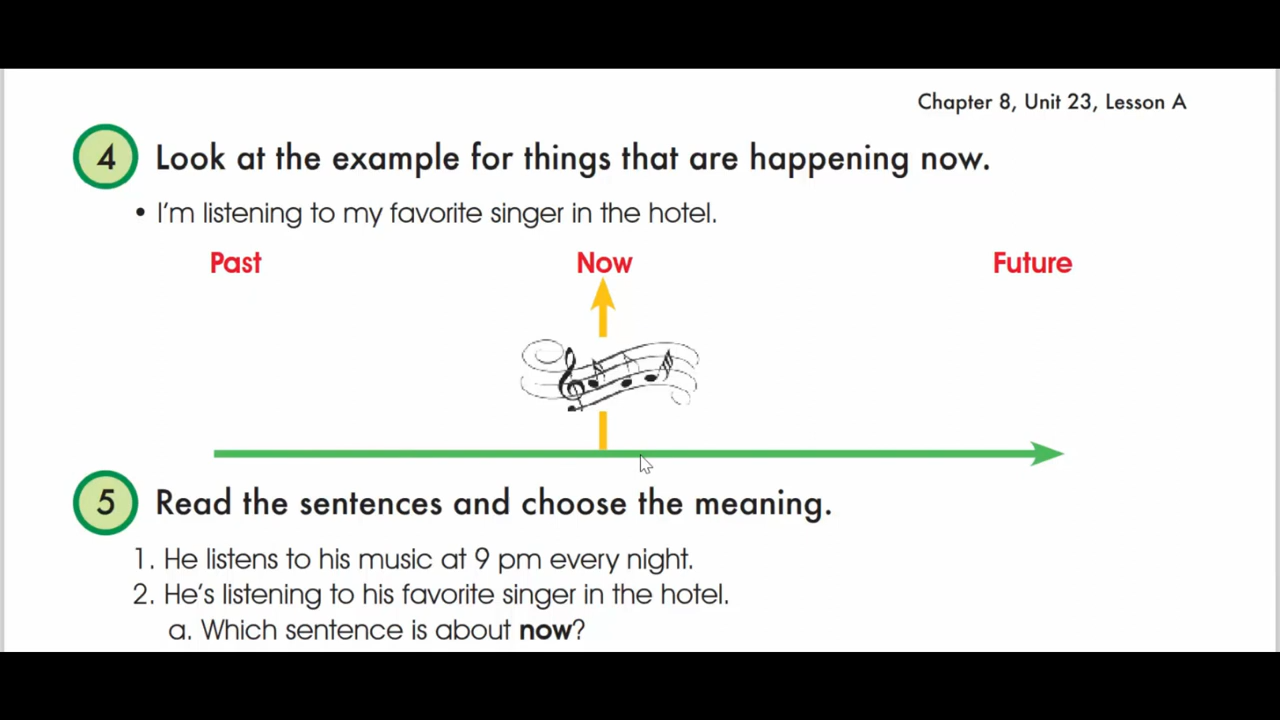 Chapter 8, Unit 23, Lesson A
4 Look at the example for things that are happening now.
• I'm listening to my favorite singer in the hotel.
Past Now Future
5 Read the sentences and choose the meaning.
1. He listens to his music at 9 pm every night.
2. He's listening to his favorite singer in the hotel.
a. Which sentence is about now?